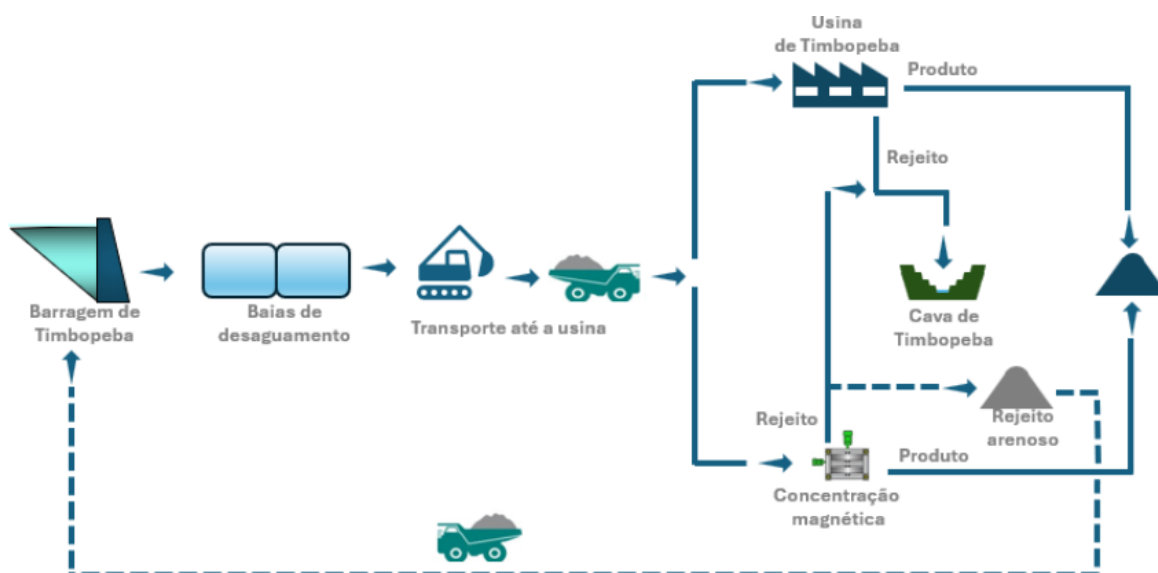 Usina
de Timbopeba
Produto
Rejeito
Barragem de
Timbopeba
Baias de
desaguamento
Transporte até a usina
Cava de
Timbopeba
Rejeito
Rejeito
arenoso
Produto
Concentração
magnética